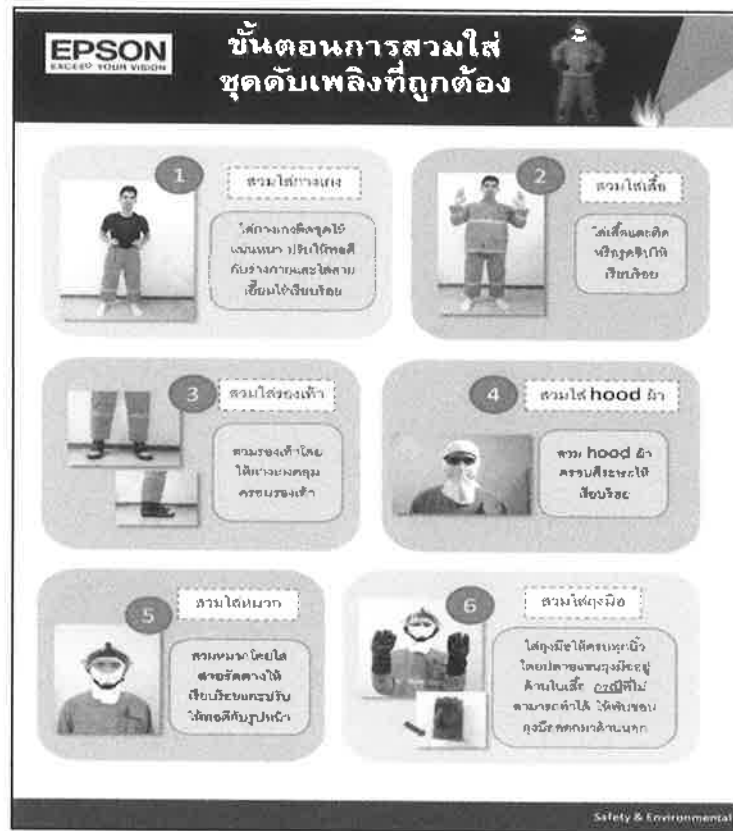 EPSON
EXCEED YOUR VISION
ขั้นตอนการสวมใส่
ชุดดับเพลิงที่ถูกต้อง
1
สวมใส่กางเกง
ใส่กางเกงติดชุดให้
แน่นหนา ปรับให้พอดี
กับร่างกายและใส่สาย
เอี๊ยมให้เรียบร้อย
2
สวมใส่เสื้อ
ใส่เสื้อและติด
หรือรูดซิบให้
เรียบร้อย
3
สวมใส่รองเท้า
สวมรองเท้าโดย
ให้กางเกงคลุม
ครอบรองเท้า
4
สวมใส่ hood ผ้า
สวม hood ผ้า
ครอบศีรษะให้
เรียบร้อย
5
สวมใส่หมวก
สวมหมวกโดยใส่
สายรัดคางให้
เรียบร้อยและปรับ
ให้พอดีกับรูปหน้า
6
สวมใส่ถุงมือ
ใส่ถุงมือให้ครบทุกนิ้ว
โดยปลายแขนถุงมืออยู่
ด้านในเสื้อ กรณีที่ไม่
สามารถทำได้ ให้พับขอบ
ถุงมือออกมาด้านนอก
Safety & Environmental